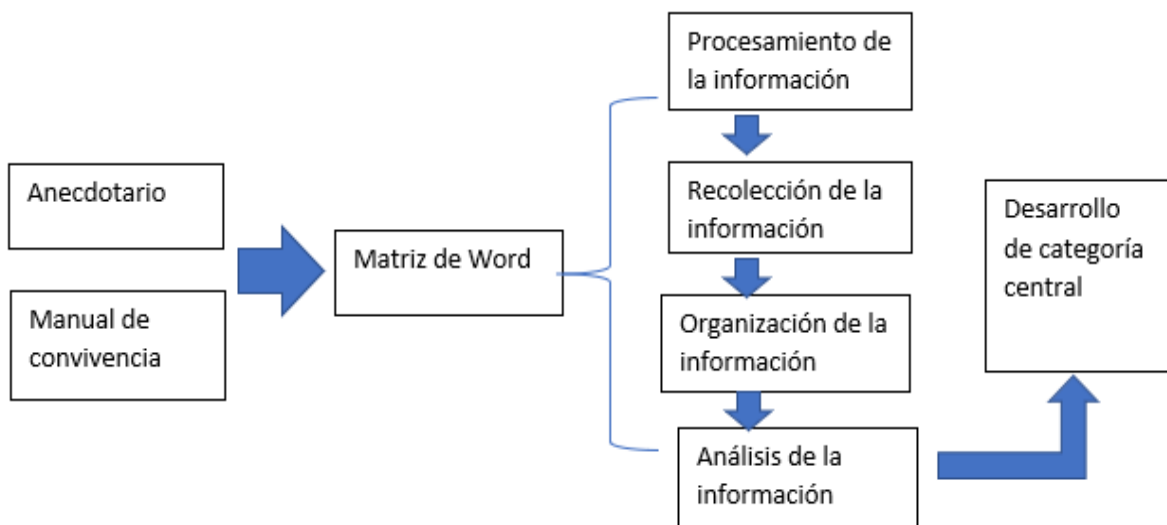 Anecdotario
Manual de
convivencia
Matriz de Word
Procesamiento de
la información
Recolección de la
información
Organización de la
información
Análisis de la
información
Desarrollo
de categoría
central